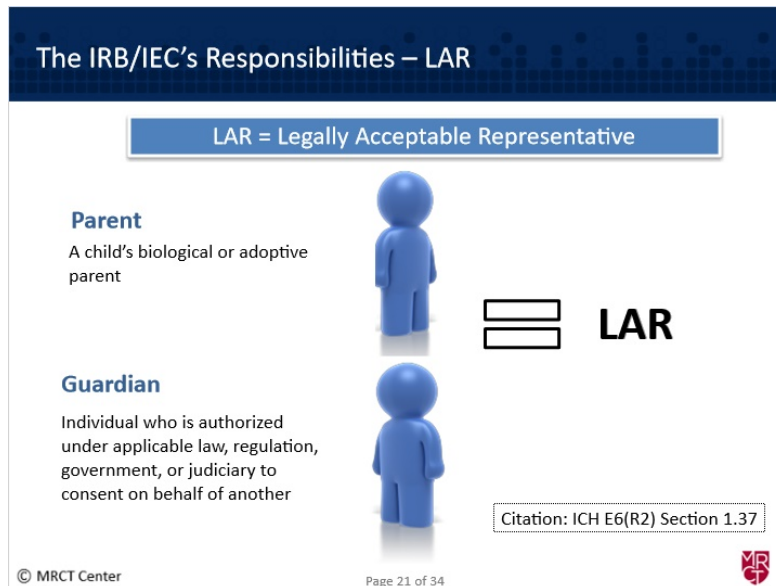 The IRB/IEC's Responsibilities – LAR
LAR = Legally Acceptable Representative
Parent
A child's biological or adoptive
parent
LAR
Guardian
Individual who is authorized
under applicable law, regulation,
government, or judiciary to
consent on behalf of another
Citation: ICH E6(R2) Section 1.37
© MRCT Center
Page 21 of 34
MR
CT